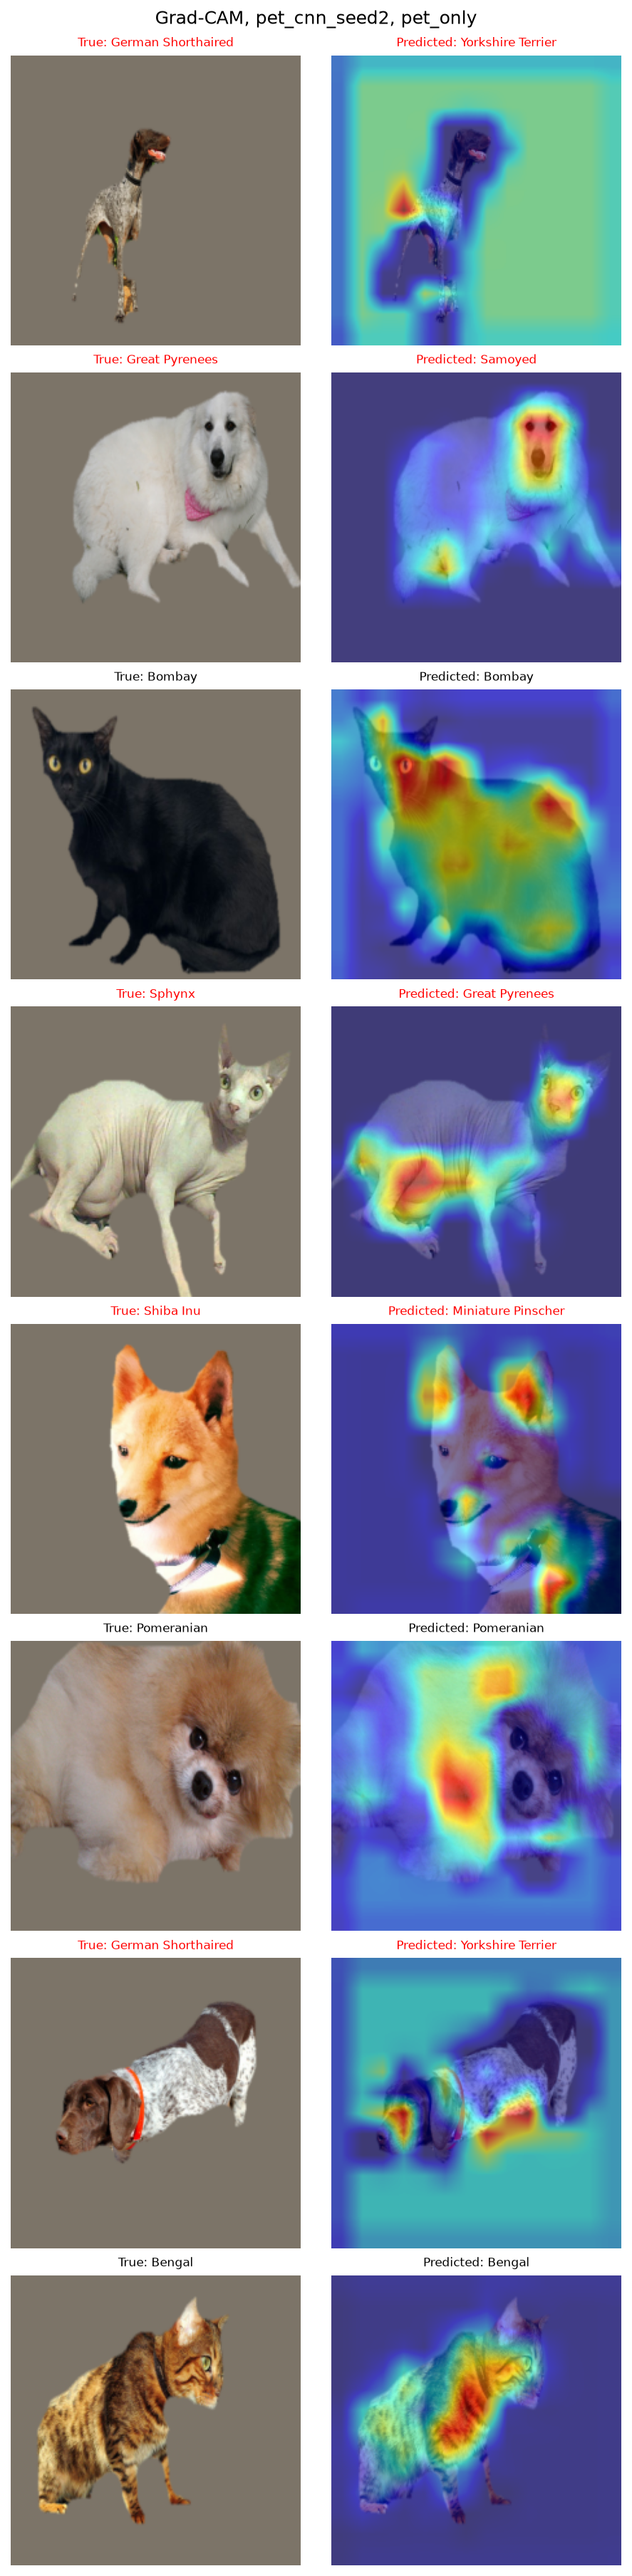 Grad-CAM, pet_cnn_seed2, pet_only
True: German Shorthaired
Predicted: Yorkshire Terrier
True: Great Pyrenees
Predicted: Samoyed
True: Bombay
Predicted: Bombay
True: Sphynx
Predicted: Great Pyrenees
True: Shiba Inu
Predicted: Miniature Pinscher
True: Pomeranian
Predicted: Pomeranian
True: German Shorthaired
Predicted: Yorkshire Terrier
True: Bengal
Predicted: Bengal